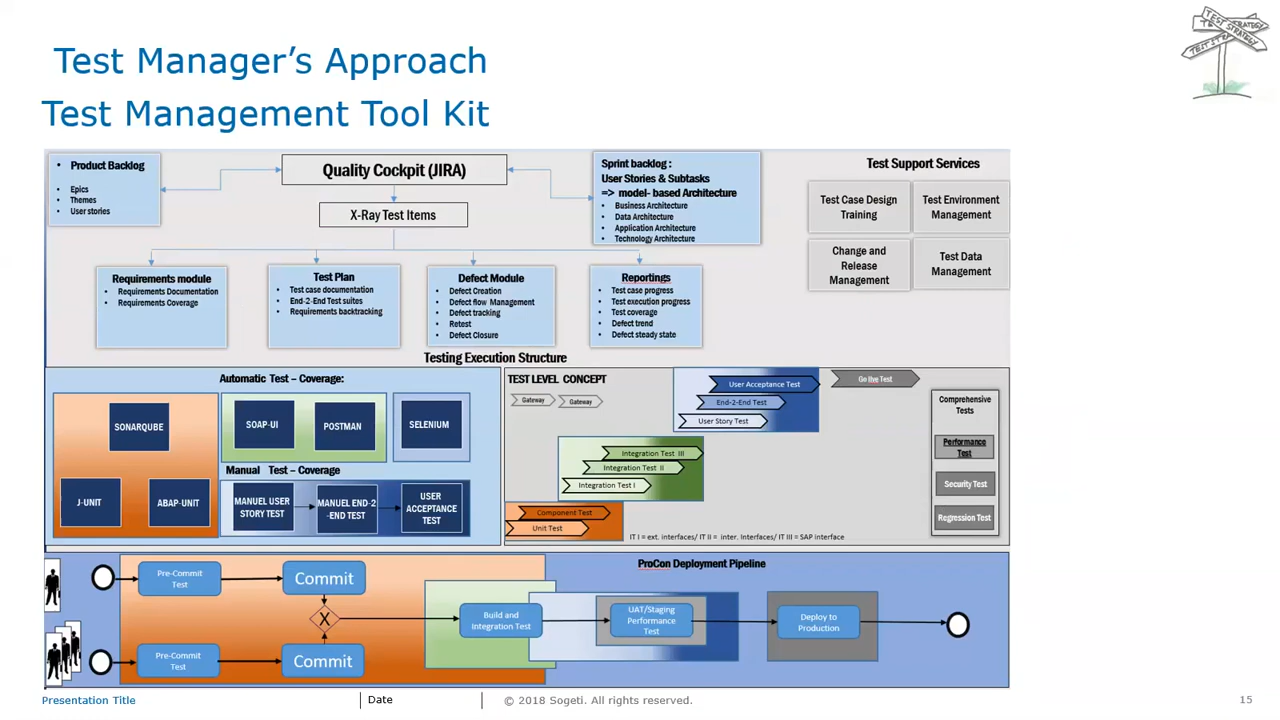 TEST STRATEGY
Test Manager’s Approach
Test Management Tool Kit
• Product Backlog
• Epics
• Themes
• User stories
Quality Cockpit (JIRA)
X-Ray Test Items
Sprint backlog :
User Stories & Subtasks
=> model- based Architecture
• Business Architecture
• Data Architecture
• Application Architecture
• Technology Architecture
Test Support Services
Test Case Design
Training
Test Environment
Management
Change and
Release
Management
Test Data
Management
Requirements module
• Requirements Documentation
• Requirements Coverage
Test Plan
• Test case documentation
• End-2-End Test suites
• Requirements backtracking
Defect Module
• Defect Creation
• Defect flow Management
• Defect tracking
• Retest
• Defect Closure
Reportings
• Test case progress
• Test execution progress
• Test coverage
• Defect trend
• Defect steady state
Testing Execution Structure
Automatic Test – Coverage:
SONARQUBE
J-UNIT
ABAP-UNIT
SOAP-UI
POSTMAN
SELENIUM
Manual Test – Coverage
MANUEL USER
STORY TEST
MANUEL END-2
-END TEST
USER
ACCEPTANCE
TEST
TEST LEVEL CONCEPT
Gateway
Gateway
User Acceptance Test
End-2-End Test
User Story Test
Go live Test
Integration Test III
Integration Test II
Integration Test I
Component Test
Unit Test
IT I = ext. interfaces/ IT II = inter. Interfaces/ IT III = SAP interface
Comprehensive
Tests
Performance
Test
Security Test
Regression Test
ProCon Deployment Pipeline
Pre-Commit
Test
Commit
X
Pre-Commit
Test
Commit
Build and
Integration Test
UAT/Staging
Performance
Test
Deploy to
Production
Presentation Title
Date
© 2018 Sogeti. All rights reserved.
15